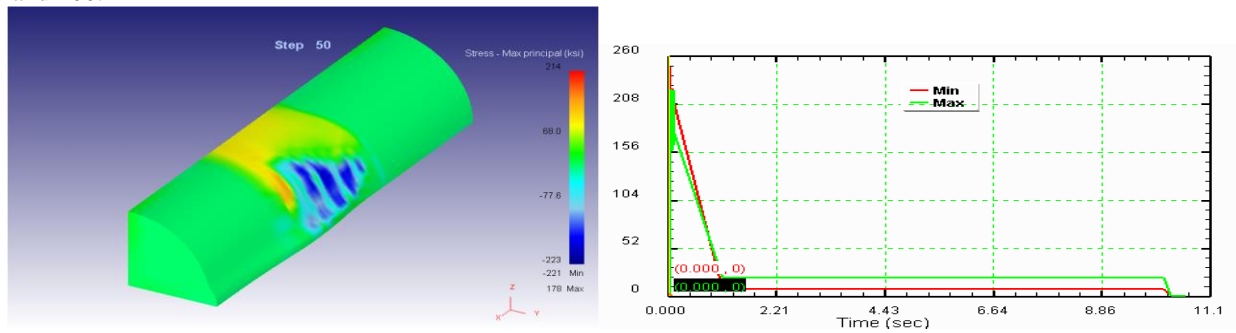 Step 50
Stress - Max principal (ksi)
214
68.0
-77.6
-223
-221 Min
178 Max
Z
X
Y
260
208
156
104
52
0
Min
Max
(0.000 , 0)
(0.000 , 0)
0.000 2.21 4.43 6.64 8.86 11.1
Time (sec)